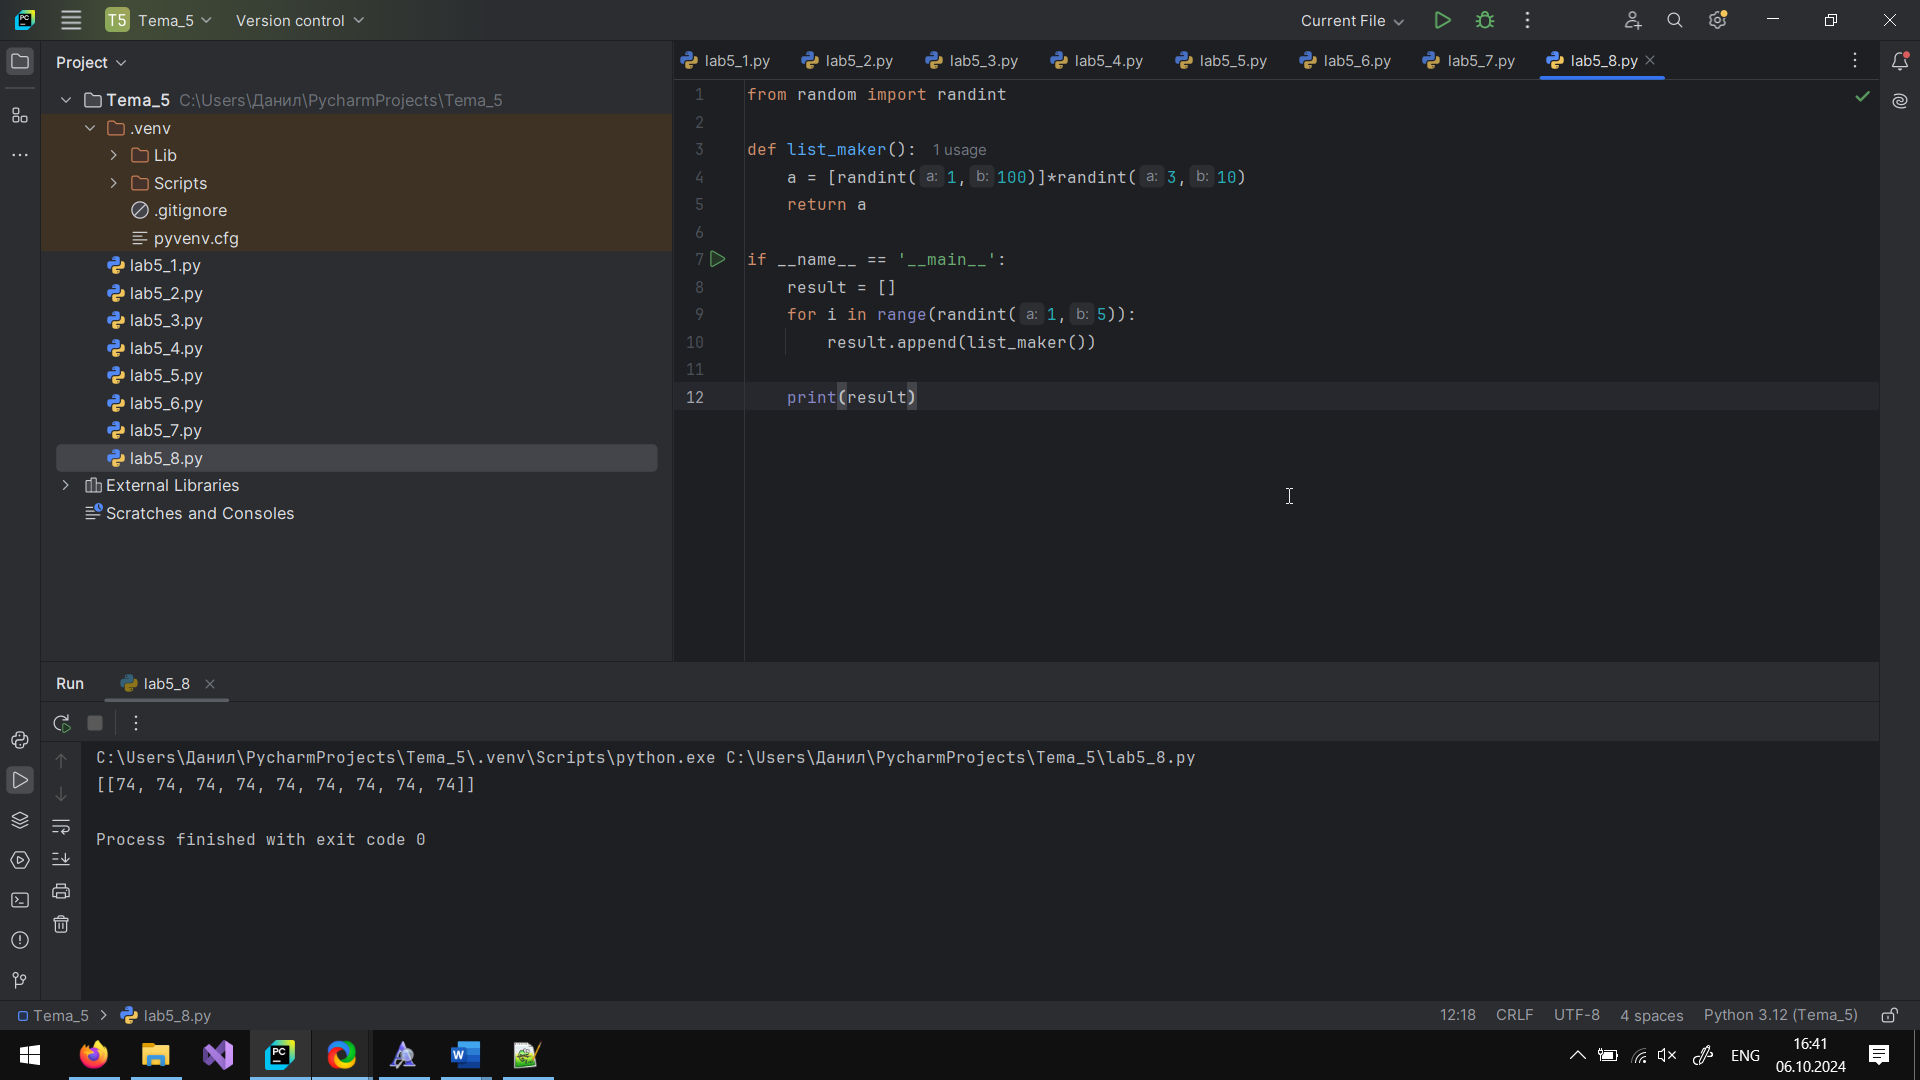 PC T5 Tema_5 Version control Current File
Project
lab5_1.py lab5_2.py lab5_3.py lab5_4.py lab5_5.py lab5_6.py lab5_7.py lab5_8.py
Tema_5 C:\Users\Данил\PycharmProjects\Tema_5
.venv
Lib
Scripts
.gitignore
pyvenv.cfg
lab5_1.py
lab5_2.py
lab5_3.py
lab5_4.py
lab5_5.py
lab5_6.py
lab5_7.py
lab5_8.py
External Libraries
Scratches and Consoles
1 from random import randint
2
3 def list_maker(): 1 usage
4 a = [randint( a: 1, b: 100)]*randint( a: 3, b: 10)
5 return a
6
7 if __name__ == '__main__':
8 result = []
9 for i in range(randint( a: 1, b: 5)):
10 result.append(list_maker())
11
12 print(result)
Run lab5_8
C:\Users\Данил\PycharmProjects\Tema_5\.venv\Scripts\python.exe C:\Users\Данил\PycharmProjects\Tema_5\lab5_8.py
[[74, 74, 74, 74, 74, 74, 74, 74, 74]]
Process finished with exit code 0
Tema_5 > lab5_8.py 12:18 CRLF UTF-8 4 spaces Python 3.12 (Tema_5)
PC W ENG 16:41
06.10.2024